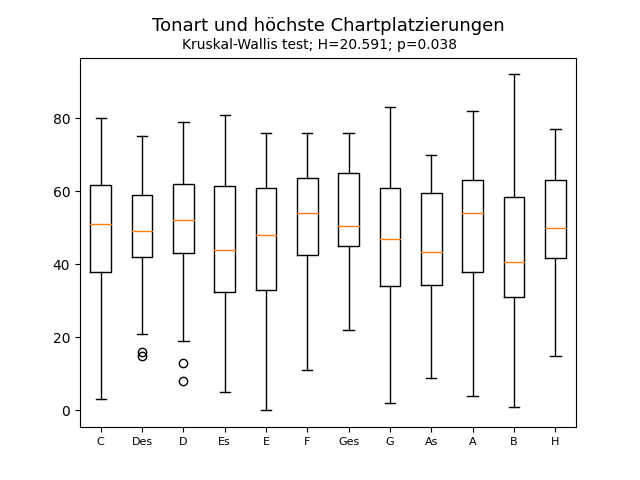 Tonart und höchste Chartplatzierungen
Kruskal-Wallis test; H=20.591; p=0.038
80
60
40
20
0
C Des D Es E F Ges G As A B H